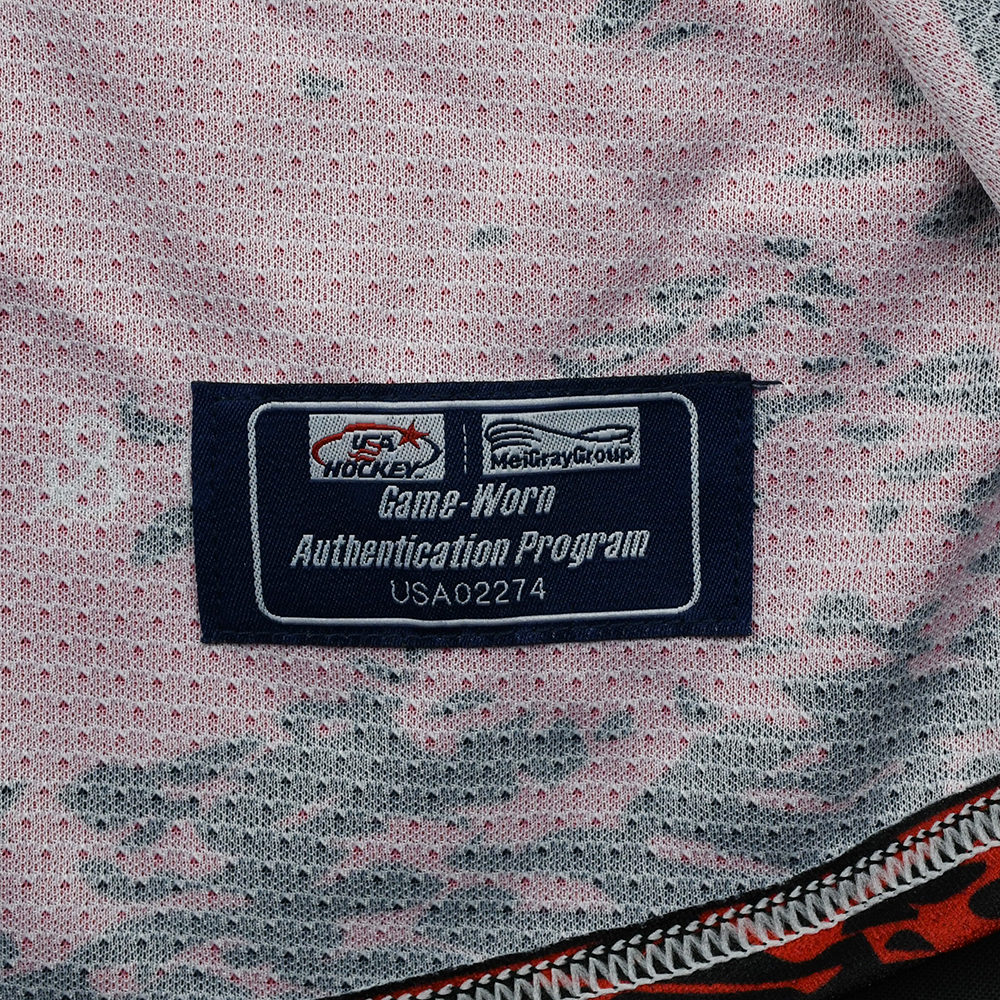 USA
HOCKEY
MeiGrayGroup
Game-Worn
Authentication Program
USA02274